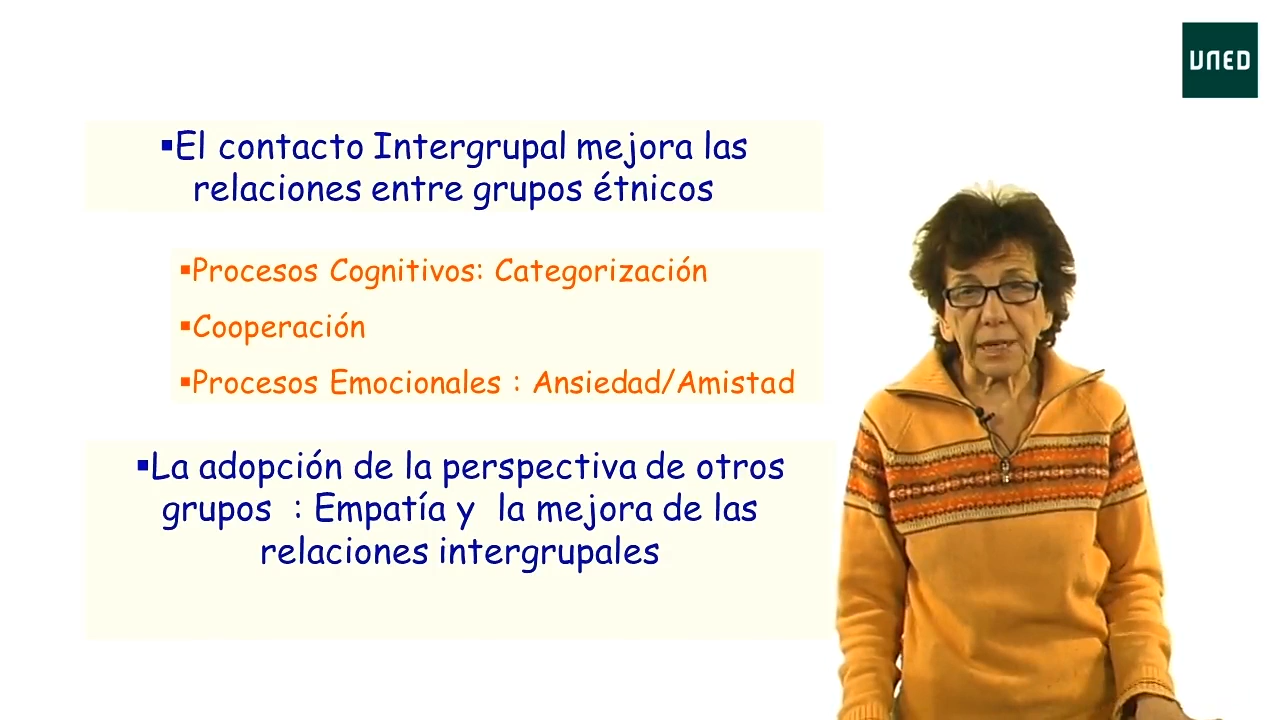 UNED
▪El contacto Intergrupal mejora las
relaciones entre grupos étnicos
▪Procesos Cognitivos: Categorización
▪Cooperación
▪Procesos Emocionales : Ansiedad/Amistad
▪La adopción de la perspectiva de otros
grupos : Empatía y la mejora de las
relaciones intergrupales